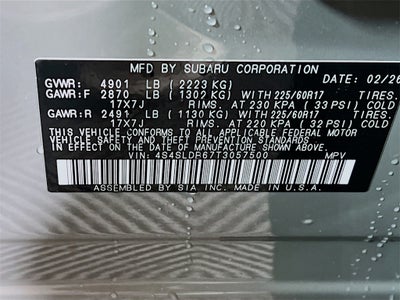 MFD BY SUBARU CORPORATION
DATE: 02/26
GVWR: 4901 LB (2223 KG)
GAWR:F 2870 LB (1302 KG) WITH 225/60R17 TIRES.
17X7J RIMS. AT 230 KPA (33 PSI) COLD
GAWR:R 2491 LB (1130 KG) WITH 225/60R17 TIRES.
17X7J RIMS. AT 220 KPA (32 PSI) COLD
THIS VEHICLE CONFORMS TO ALL APPLICABLE FEDERAL MOTOR
VEHICLE SAFETY AND THEFT PREVENTION STANDARDS
IN EFFECT ON THE DATE OF MANUFACTURE SHOWN
ABOVE.
VIN: 4S4SLDR67T3057500 MPV
ASSEMBLED BY SIA INC. MADE IN U.S.A.